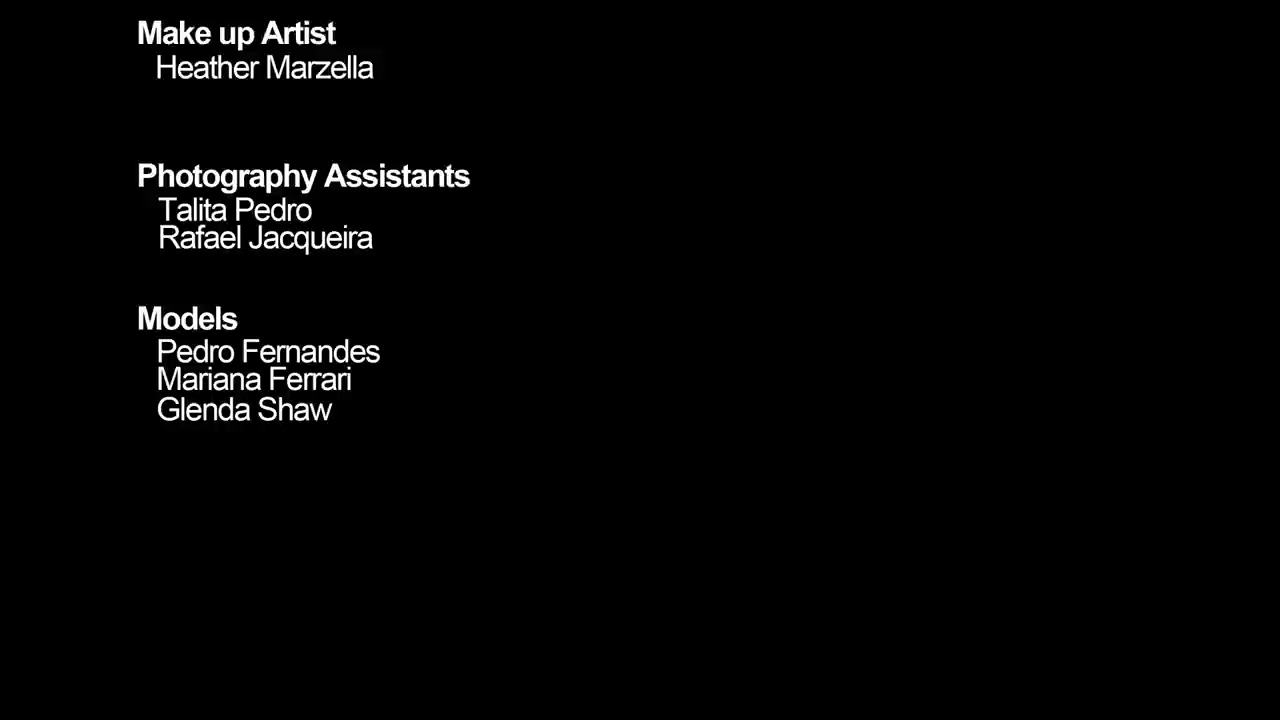 Make up Artist
Heather Marzella
Photography Assistants
Talita Pedro
Rafael Jacqueira
Models
Pedro Fernandes
Mariana Ferrari
Glenda Shaw